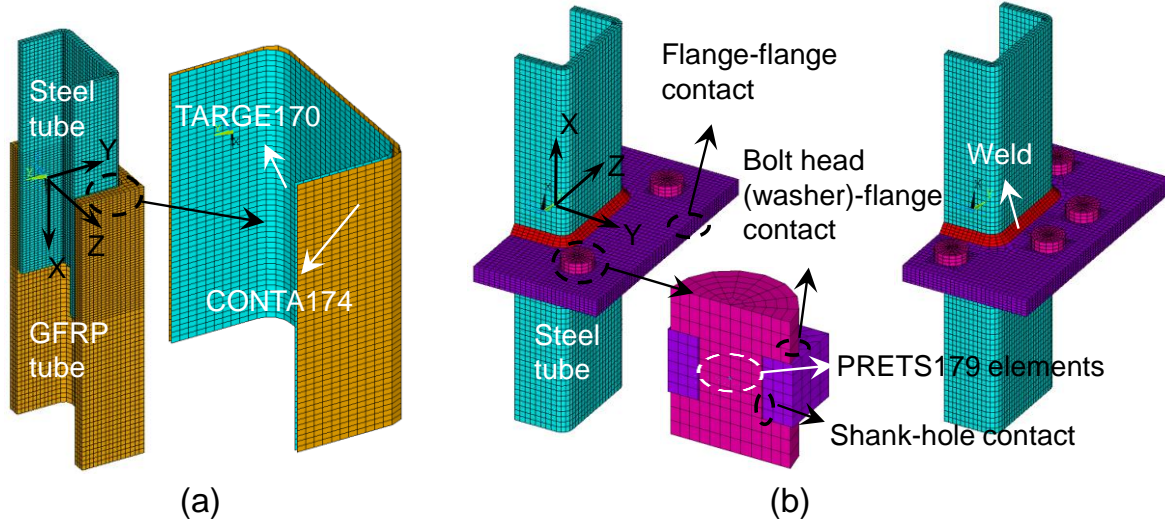 Steel
tube
Y
Z
X
GFRP
tube
TARGE170
CONTA174
(a)
Flange-flange
contact
X
Z
Y
Bolt head
(washer)-flange
contact
Weld
Steel
tube
PRETS179 elements
Shank-hole contact
(b)